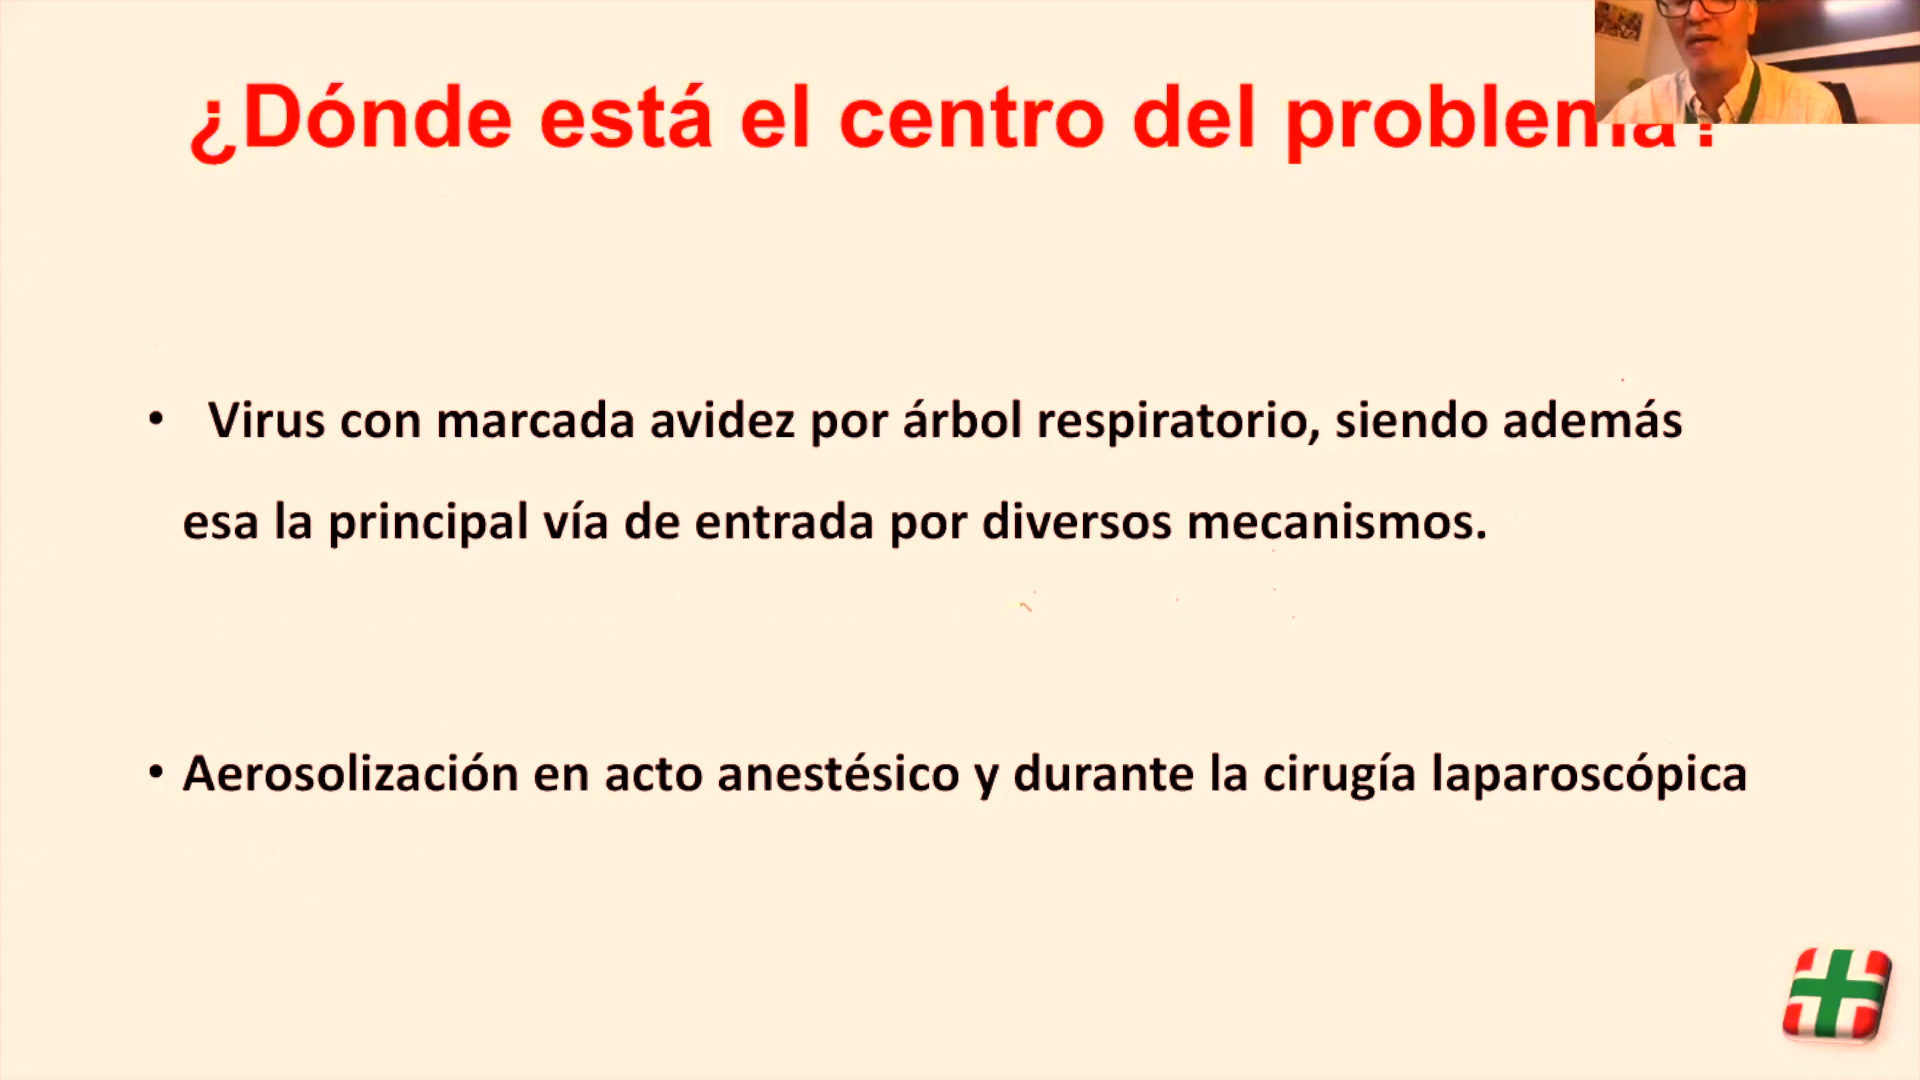 ¿Dónde está el centro del problema?
• Virus con marcada avidez por árbol respiratorio, siendo además
esa la principal vía de entrada por diversos mecanismos.
• Aerosolización en acto anestésico y durante la cirugía laparoscópica